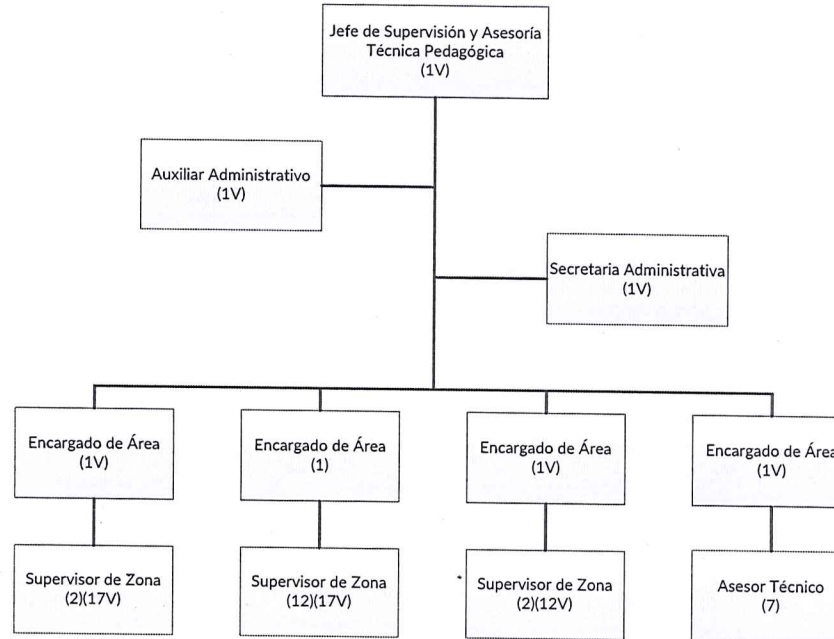 Jefe de Supervisión y Asesoría
Técnica Pedagógica
(1V)
Auxiliar Administrativo
(1V)
Secretaria Administrativa
(1V)
Encargado de Área
(1V)
Encargado de Área
(1)
Encargado de Área
(1V)
Encargado de Área
(1V)
Supervisor de Zona
(2)(17V)
Supervisor de Zona
(12)(17V)
Supervisor de Zona
(2)(12V)
Asesor Técnico
(7)